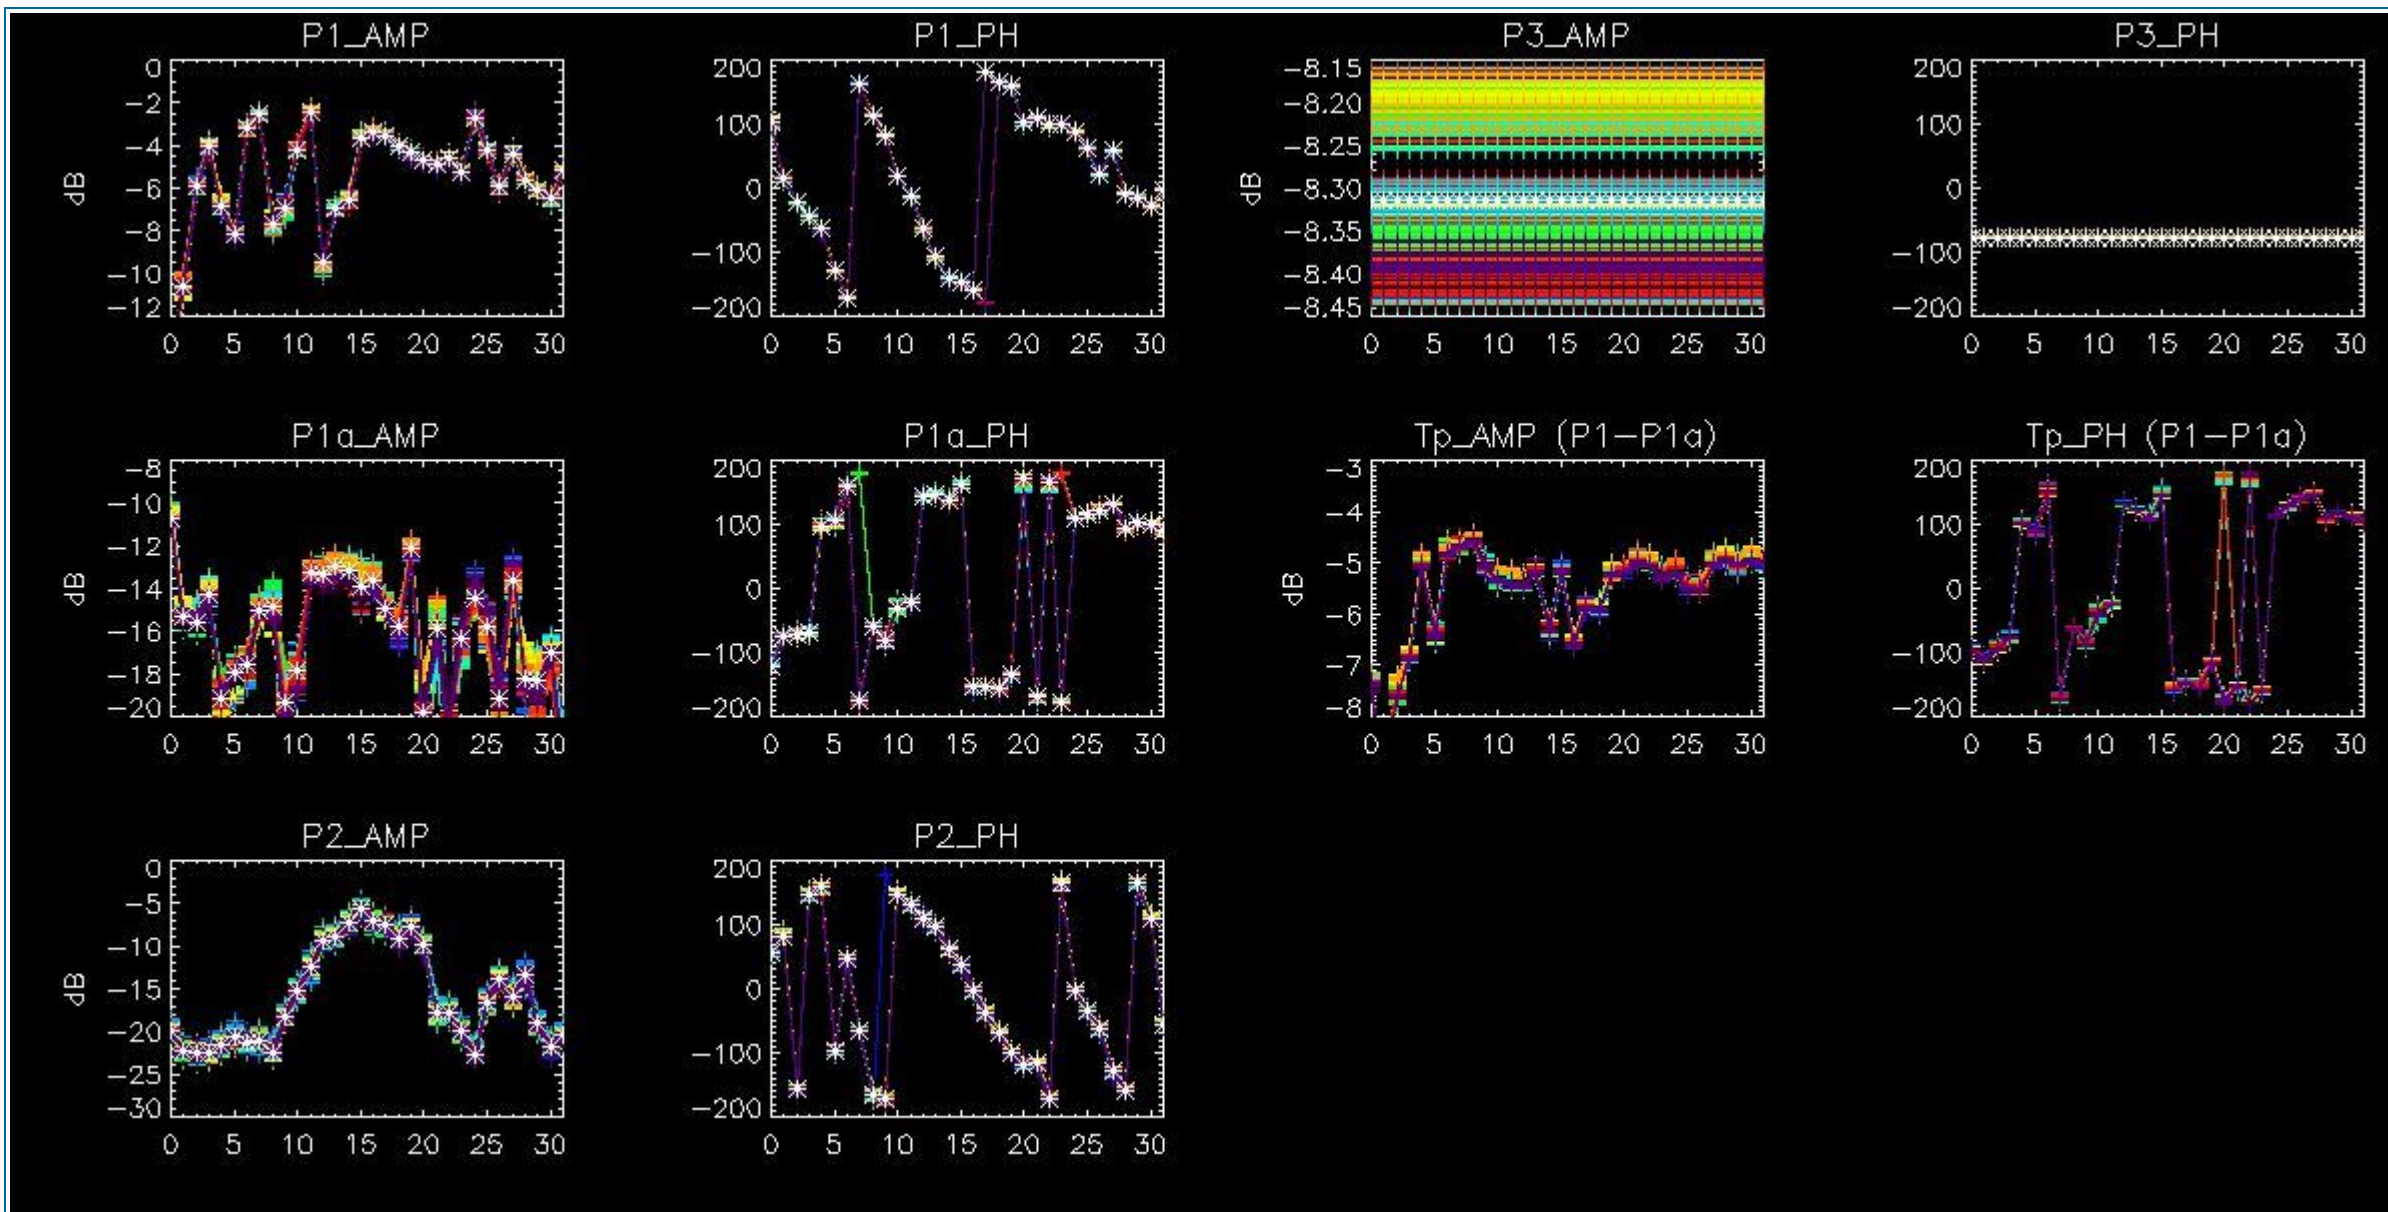 P1_AMP
0
−2
−4
−6
−8
−10
−12
dB
0 5 10 15 20 25 30
P1_PH
200
100
0
−100
−200
0 5 10 15 20 25 30
P3_AMP
−8.15
−8.20
−8.25
−8.30
−8.35
−8.40
−8.45
dB
0 5 10 15 20 25 30
P3_PH
200
100
0
−100
−200
0 5 10 15 20 25 30
P1a_AMP
−8
−10
−12
−14
−16
−18
−20
dB
0 5 10 15 20 25 30
P1a_PH
200
100
0
−100
−200
0 5 10 15 20 25 30
Tp_AMP (P1−P1a)
−3
−4
−5
−6
−7
−8
dB
0 5 10 15 20 25 30
Tp_PH (P1−P1a)
200
100
0
−100
−200
0 5 10 15 20 25 30
P2_AMP
0
−5
−10
−15
−20
−25
−30
dB
0 5 10 15 20 25 30
P2_PH
200
100
0
−100
−200
0 5 10 15 20 25 30